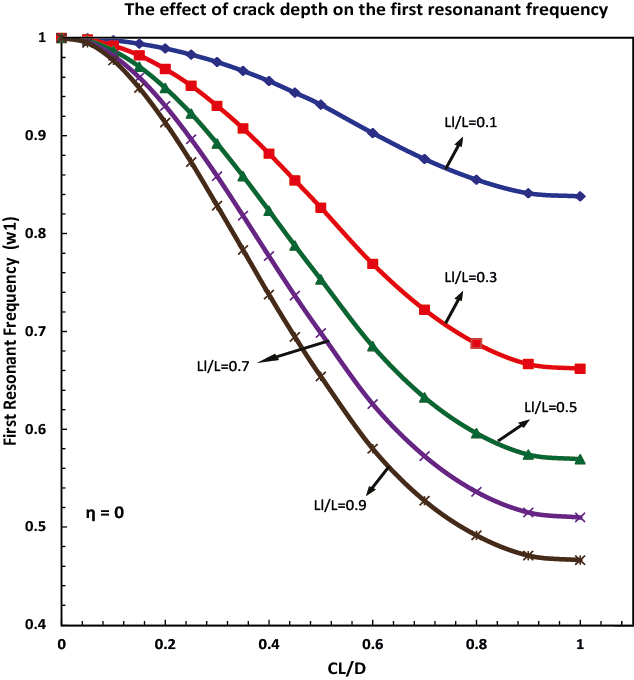 The effect of crack depth on the first resonanant frequency
1
0.9
0.8
0.7
0.6
0.5
0.4
First Resonant Frequency (w1)
Ll/L=0.1
Ll/L=0.3
Ll/L=0.7
Ll/L=0.5
Ll/L=0.9
η = 0
0 0.2 0.4 0.6 0.8 1
CL/D